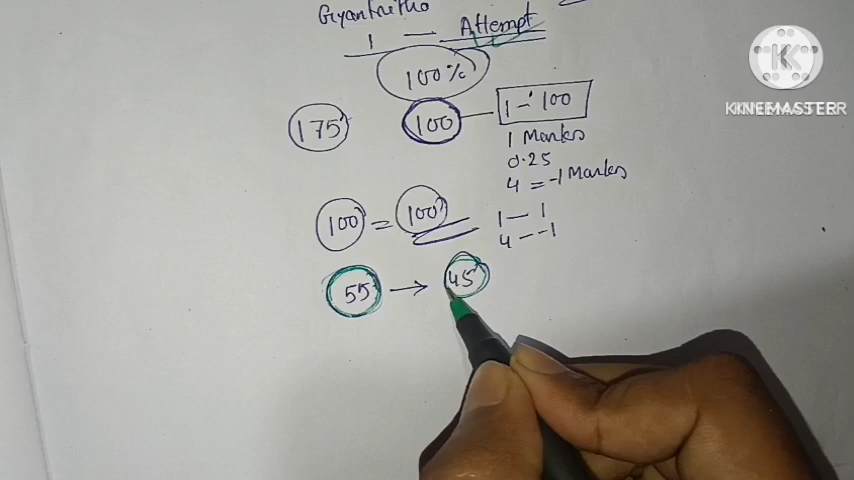 Gyantritho
1 — Attempt
100%
175 100 — 1 - 100
1 Marks
0.25
4 = -1 Marks
100 = 100
1 — 1
4 — -1
55 → 45
KINEMASTER